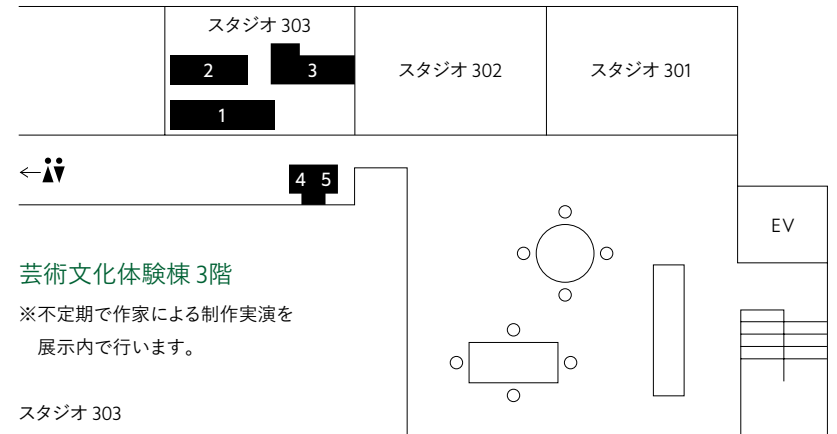 スタジオ 303
2
3
1
スタジオ 302
スタジオ 301
←
4 5
EV
芸術文化体験棟 3階
※不定期で作家による制作実演を
展示内で行います。
スタジオ 303